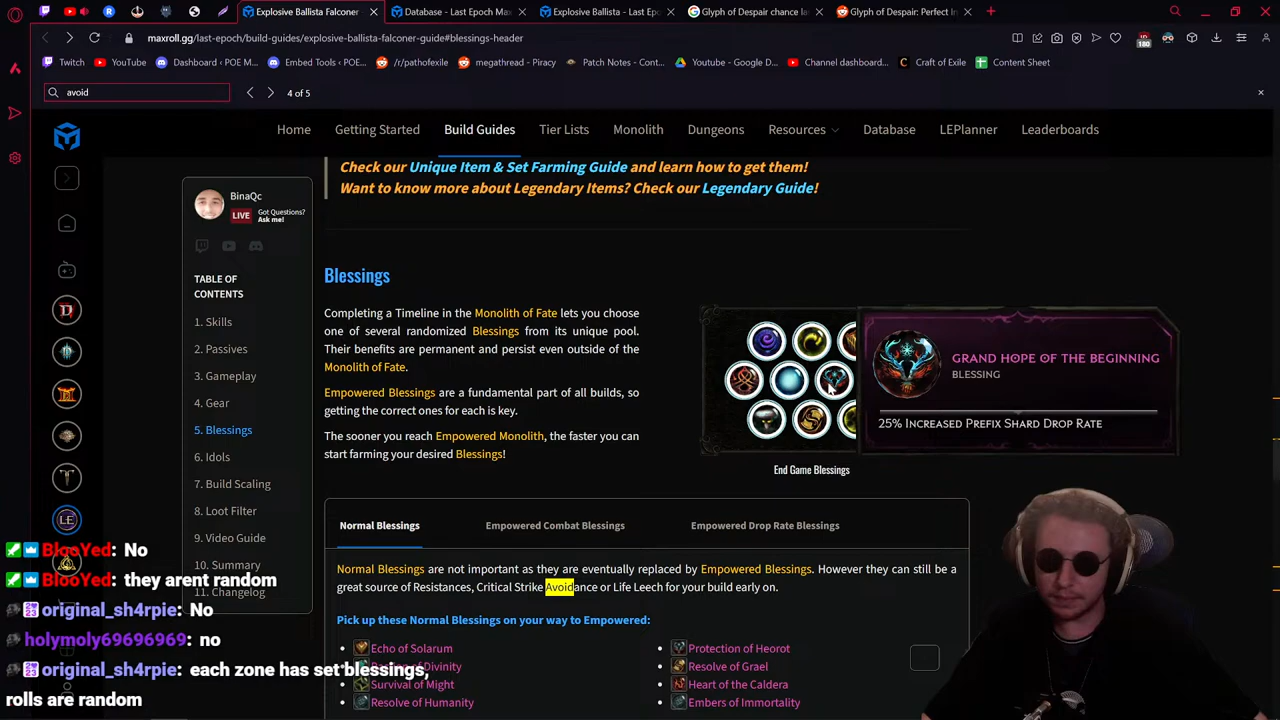 Explosive Ballista Falconer
Database - Last Epoch Ma
Explosive Ballista - Last Ep
Glyph of Despair chance la
Glyph of Despair: Perfect In
maxroll.gg/last-epoch/build-guides/explosive-ballista-falconer-guide#blessings-header
180
Twitch
YouTube
Dashboard ‹ POE M...
Embed Tools ‹ POE...
/r/pathofexile
megathread - Piracy
Patch Notes - Cont...
Youtube - Google D...
Channel dashboard...
Craft of Exile
Content Sheet
avoid
4 of 5
Home
Getting Started
Build Guides
Tier Lists
Monolith
Dungeons
Resources
Database
LEPlanner
Leaderboards
Check our Unique Item & Set Farming Guide and learn how to get them!
Want to know more about Legendary Items? Check our Legendary Guide!
BinaQc
LIVE
Got Questions?
Ask me!
TABLE OF
CONTENTS
1. Skills
2. Passives
3. Gameplay
4. Gear
5. Blessings
6. Idols
7. Build Scaling
8. Loot Filter
9. Video Guide
10. Summary
11. Changelog
Blessings
Completing a Timeline in the Monolith of Fate lets you choose
one of several randomized Blessings from its unique pool.
Their benefits are permanent and persist even outside of the
Monolith of Fate.
Empowered Blessings are a fundamental part of all builds, so
getting the correct ones for each is key.
The sooner you reach Empowered Monolith, the faster you can
start farming your desired Blessings!
GRAND HOPE OF THE BEGINNING
BLESSING
25% INCREASED PREFIX SHARD DROP RATE
End Game Blessings
Normal Blessings
Empowered Combat Blessings
Empowered Drop Rate Blessings
Normal Blessings are not important as they are eventually replaced by Empowered Blessings. However they can still be a
great source of Resistances, Critical Strike Avoidance or Life Leech for your build early on.
Pick up these Normal Blessings on your way to Empowered:
Echo of Solarum
of Divinity
Survival of Might
Resolve of Humanity
Protection of Heorot
Resolve of Grael
Heart of the Caldera
Embers of Immortality
BlooYed: No
BlooYed: they arent random
original_sh4rpie: No
holymoly69696969: no
original_sh4rpie: each zone has set blessings,
rolls are random